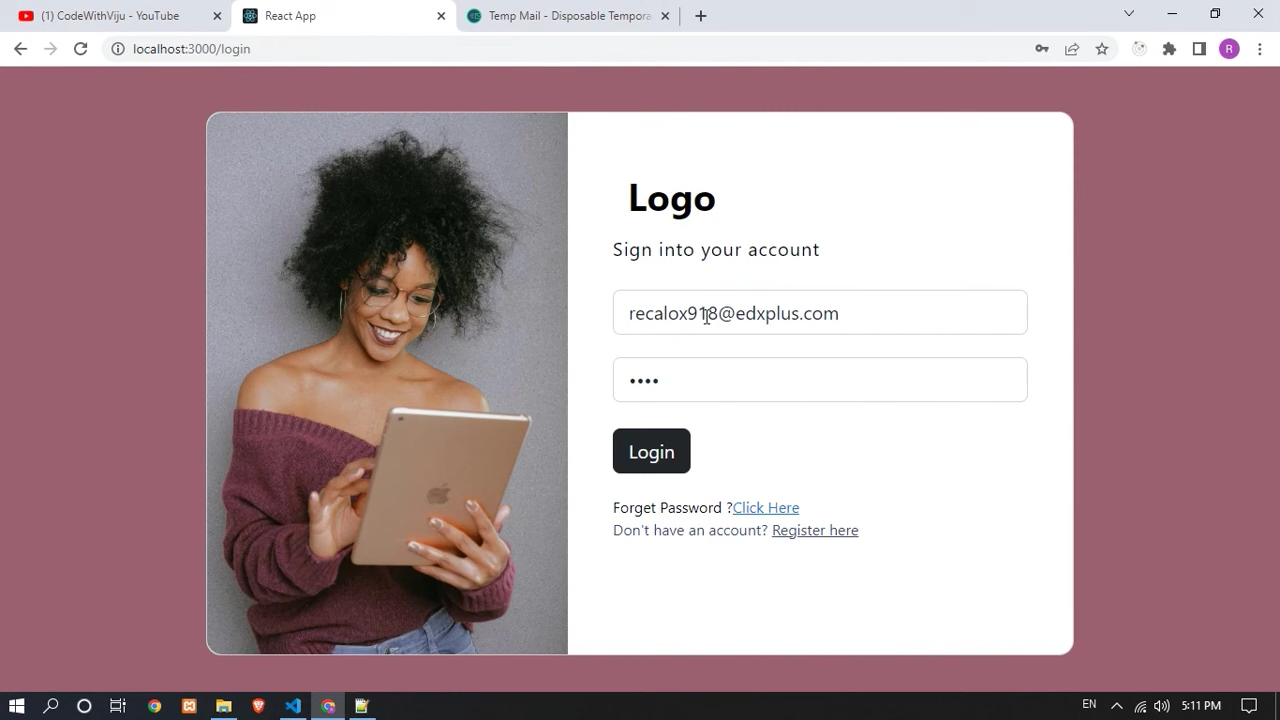 (1) CodeWithViju - YouTube
React App
Temp Mail - Disposable Tempora
localhost:3000/login
R
Logo
Sign into your account
recalox918@edxplus.com
••••
Login
Forget Password ?Click Here
Don't have an account? Register here
EN
5:11 PM